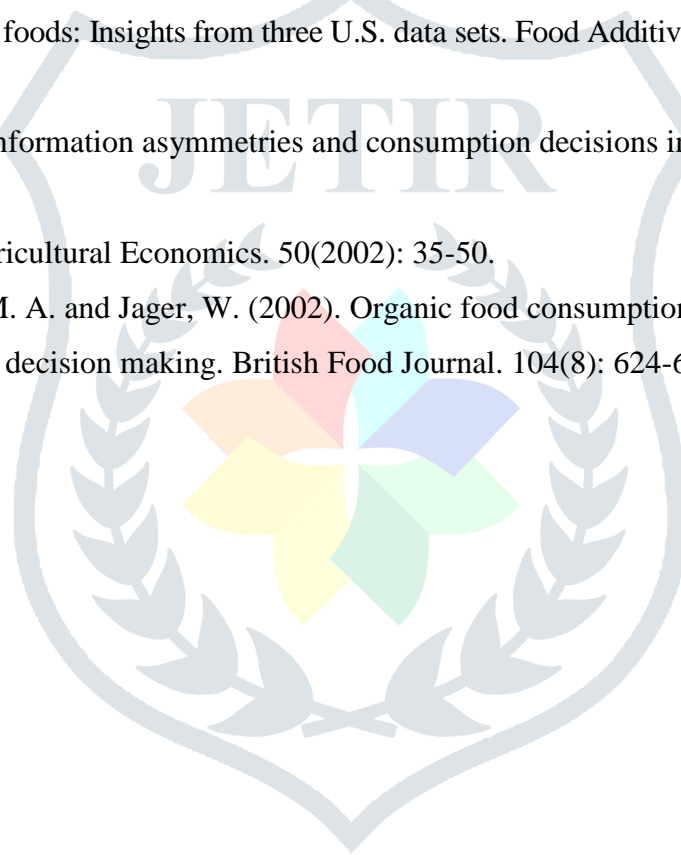 foods: Insights from three U.S. data sets. Food Additiv
JETIR
nformation asymmetries and consumption decisions in
ricultural Economics. 50(2002): 35-50.
M. A. and Jager, W. (2002). Organic food consumption
decision making. British Food Journal. 104(8): 624-6